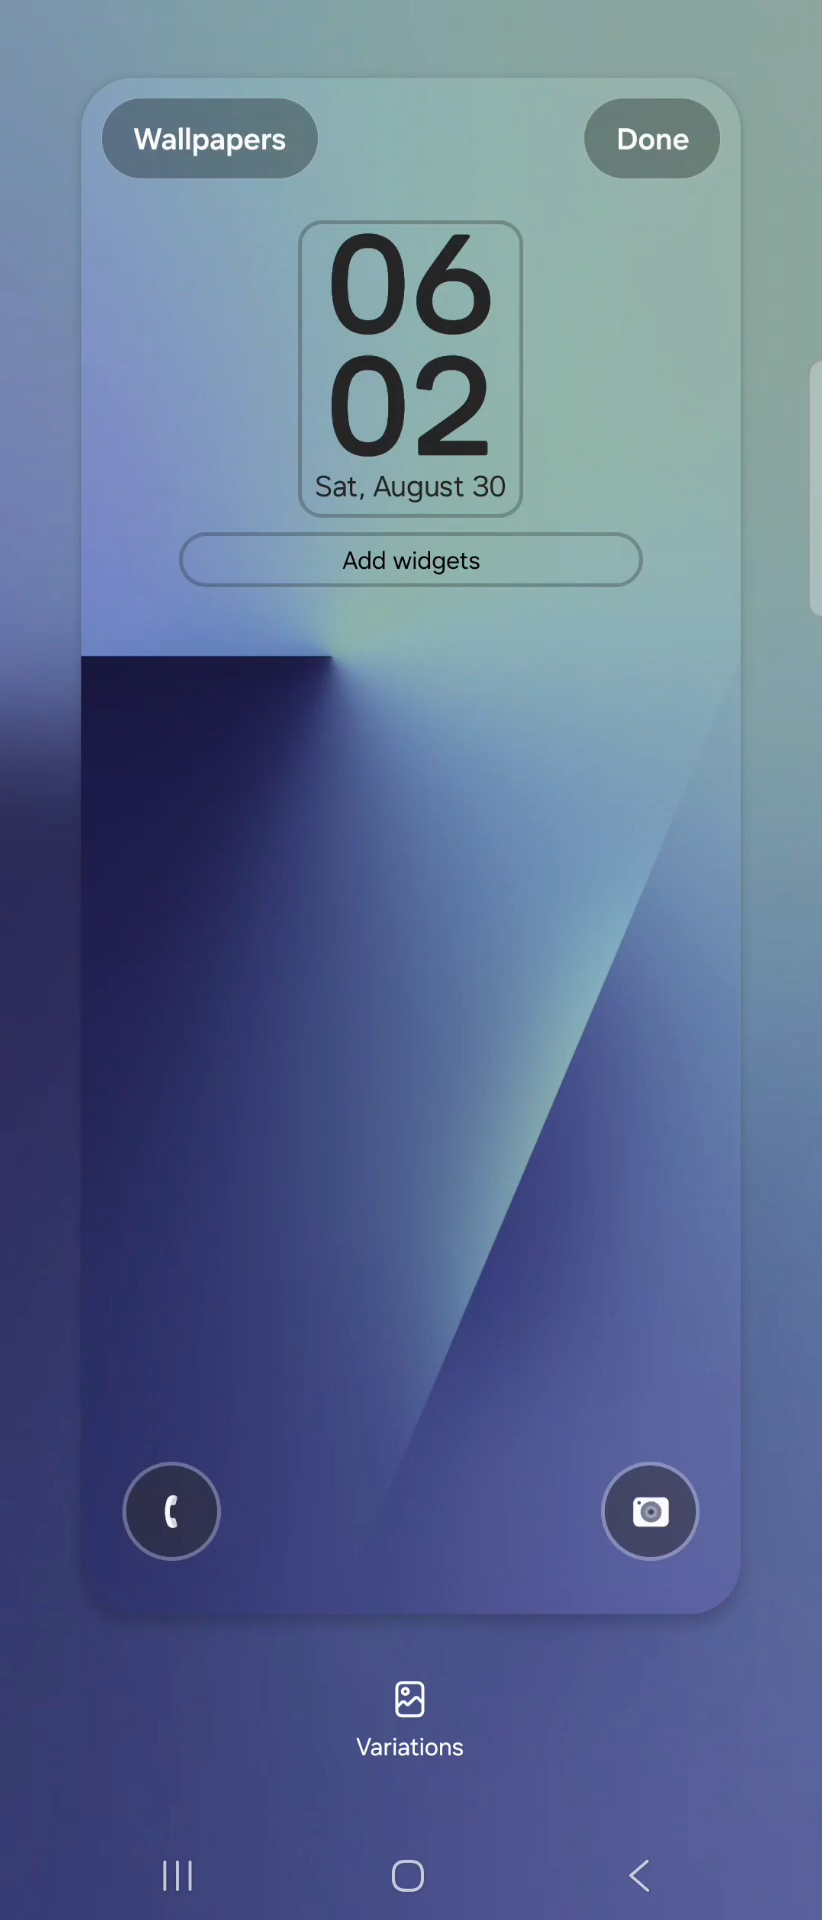 Wallpapers
Done
06
02
Sat, August 30
Add widgets
Variations